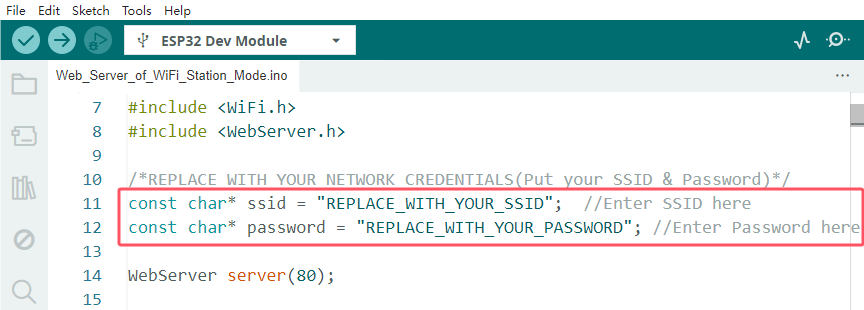 File Edit Sketch Tools Help
ESP32 Dev Module
Web_Server_of_WiFi_Station_Mode.ino
7 #include <WiFi.h>
8 #include <WebServer.h>
9
10 /*REPLACE WITH YOUR NETWORK CREDENTIALS(Put your SSID & Password)*/
11 const char* ssid = "REPLACE_WITH_YOUR_SSID";  //Enter SSID here
12 const char* password = "REPLACE_WITH_YOUR_PASSWORD"; //Enter Password here
13
14 WebServer server(80);
15